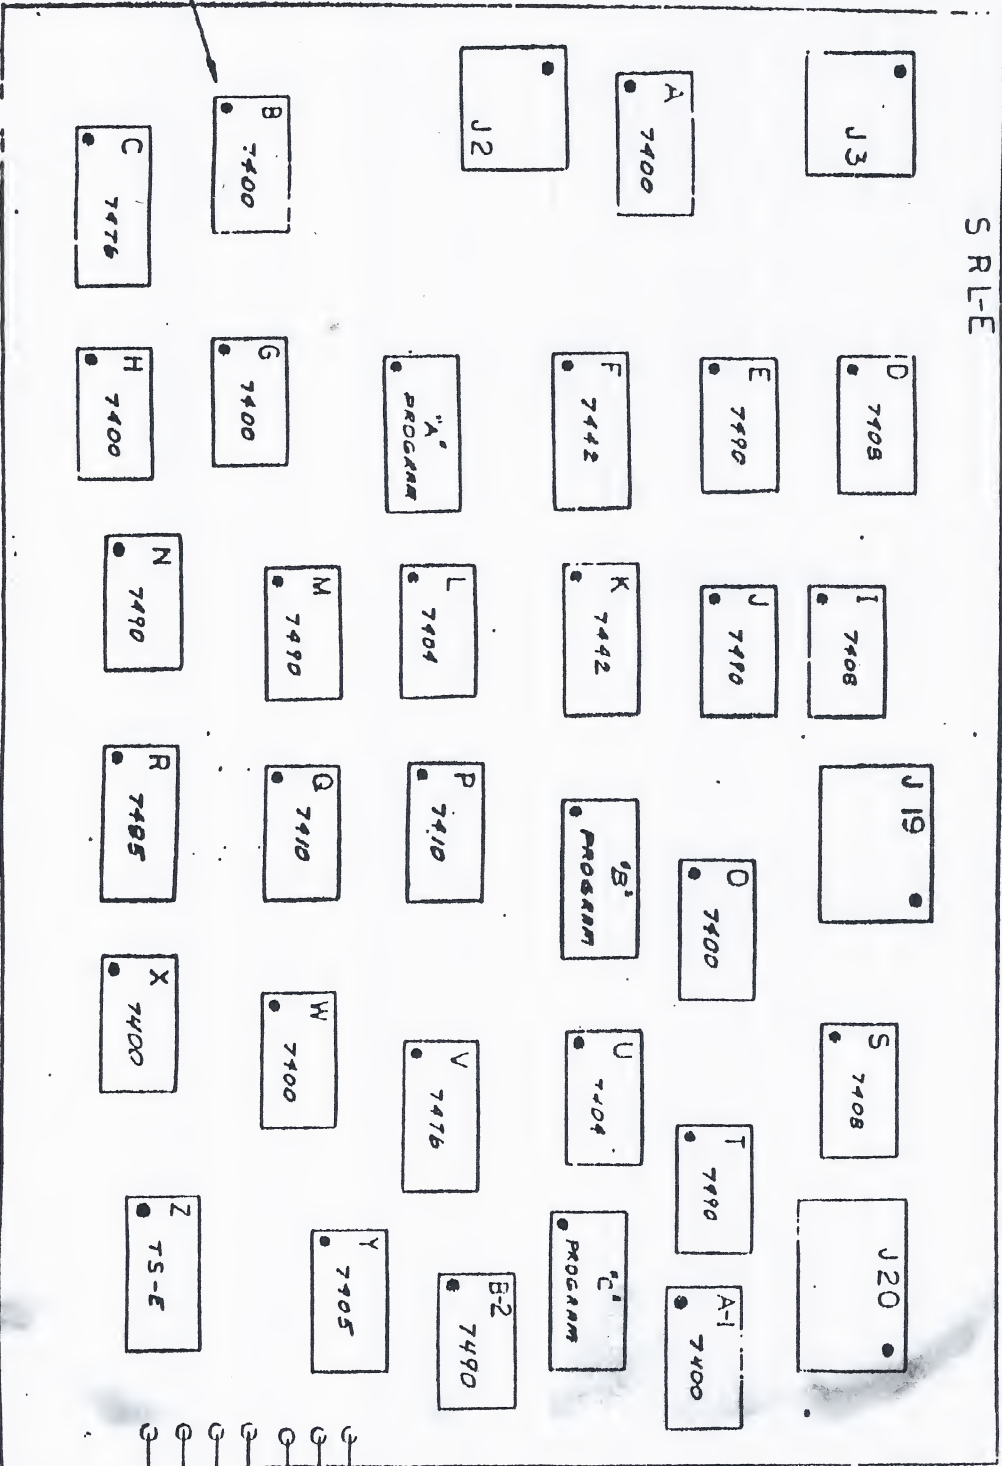 SRL-E
J3
D
7408
I
7408
J 19
S
7408
J20
A
7400
E
7490
J
7490
O
7400
T
7490
A-1
7400
F
7442
K
7442
"B"
PROGRAM
U
7404
"C"
PROGRAM
J2
"A"
PROGRAM
L
7404
P
7410
V
7476
B-2
7490
B
7400
G
7400
M
7490
Q
7410
W
7400
Y
7405
C
7476
H
7400
N
7490
R
7485
X
7400
Z
TS-E